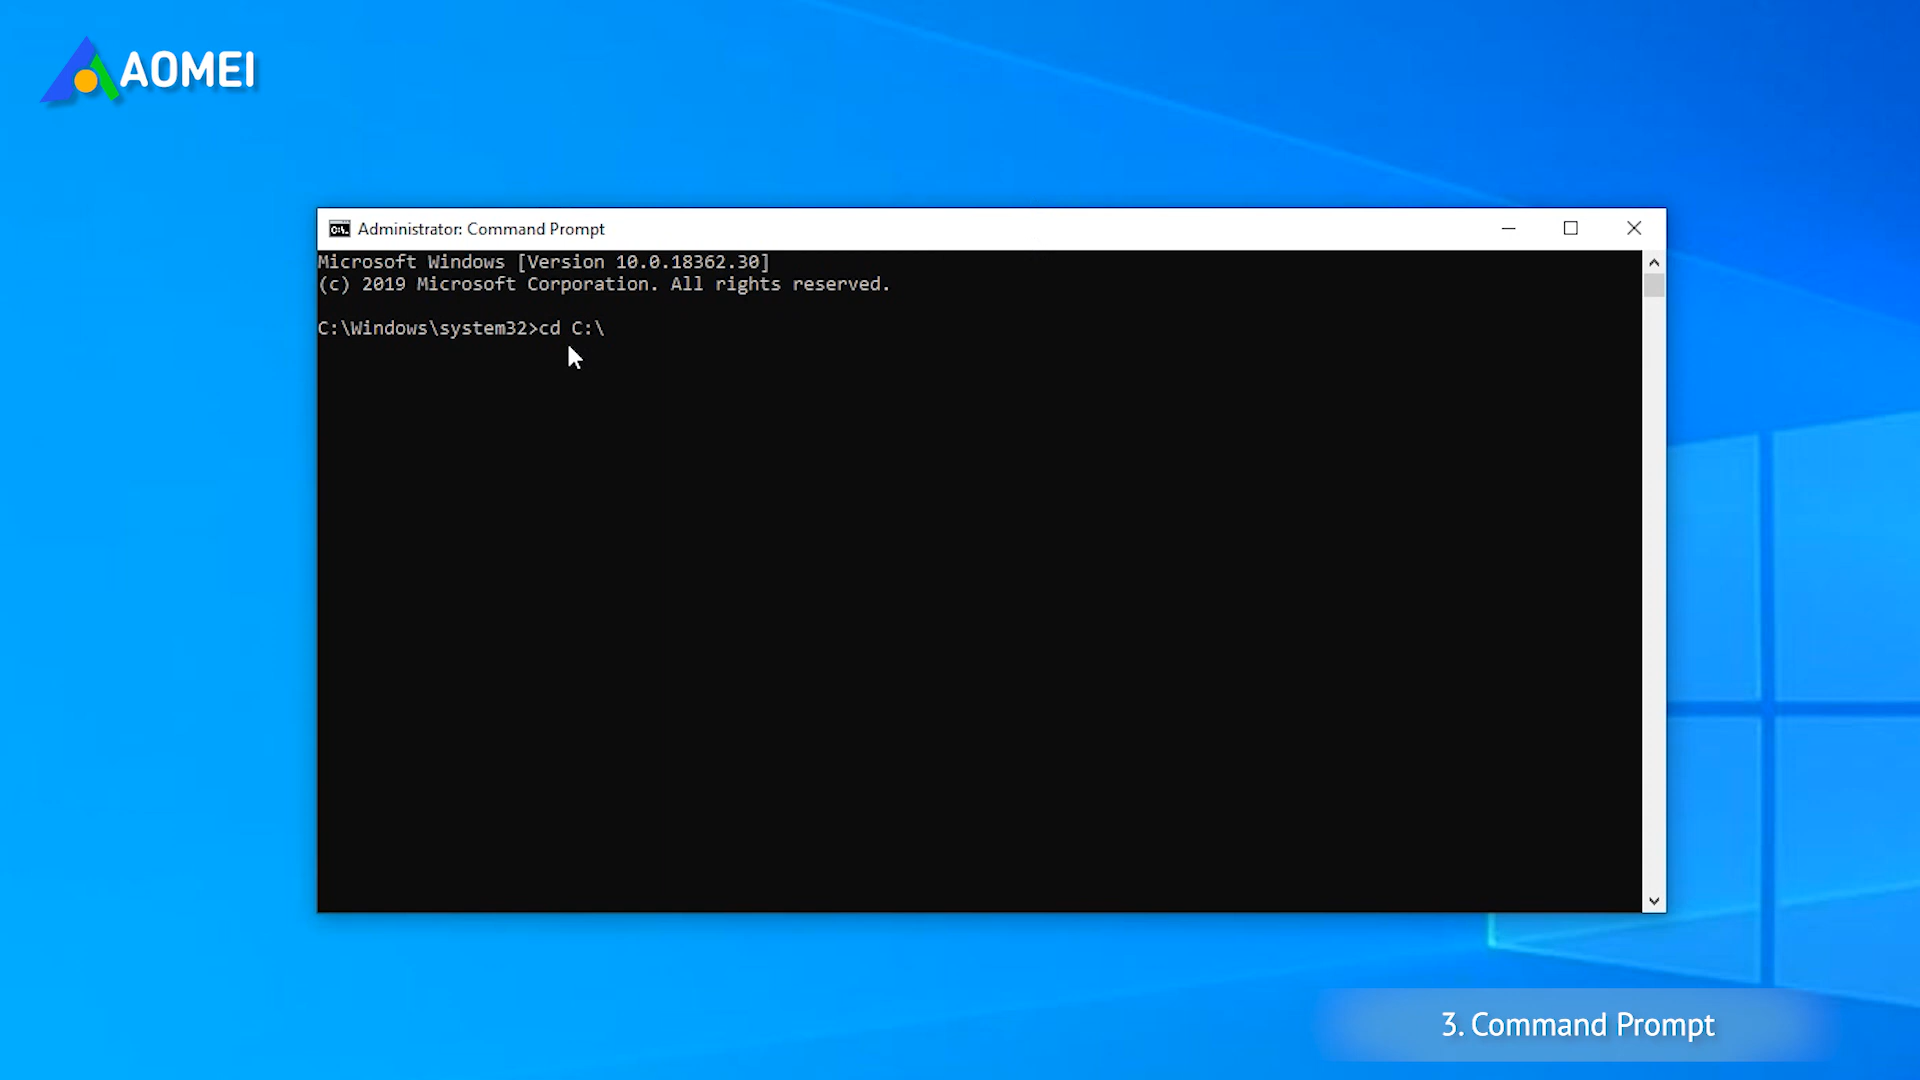 AOMEI
Administrator: Command Prompt
Microsoft Windows [Version 10.0.18362.30]
(c) 2019 Microsoft Corporation. All rights reserved.
C:\Windows\system32>cd C:\
3. Command Prompt